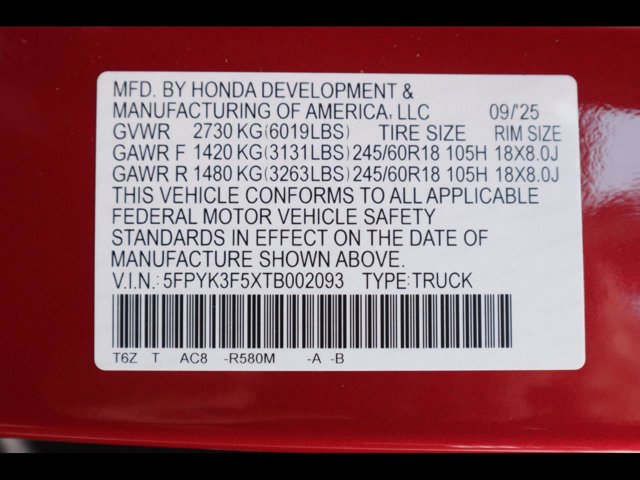 MFD. BY HONDA DEVELOPMENT &
MANUFACTURING OF AMERICA, LLC 09/'25
GVWR 2730 KG (6019LBS) TIRE SIZE RIM SIZE
GAWR F 1420 KG (3131LBS) 245/60R18 105H 18X8.0J
GAWR R 1480 KG (3263LBS) 245/60R18 105H 18X8.0J
THIS VEHICLE CONFORMS TO ALL APPLICABLE
FEDERAL MOTOR VEHICLE SAFETY
STANDARDS IN EFFECT ON THE DATE OF
MANUFACTURE SHOWN ABOVE.
V.I.N.: 5FPYK3F5XTB002093 TYPE: TRUCK
T6Z T AC8 -R580M -A -B